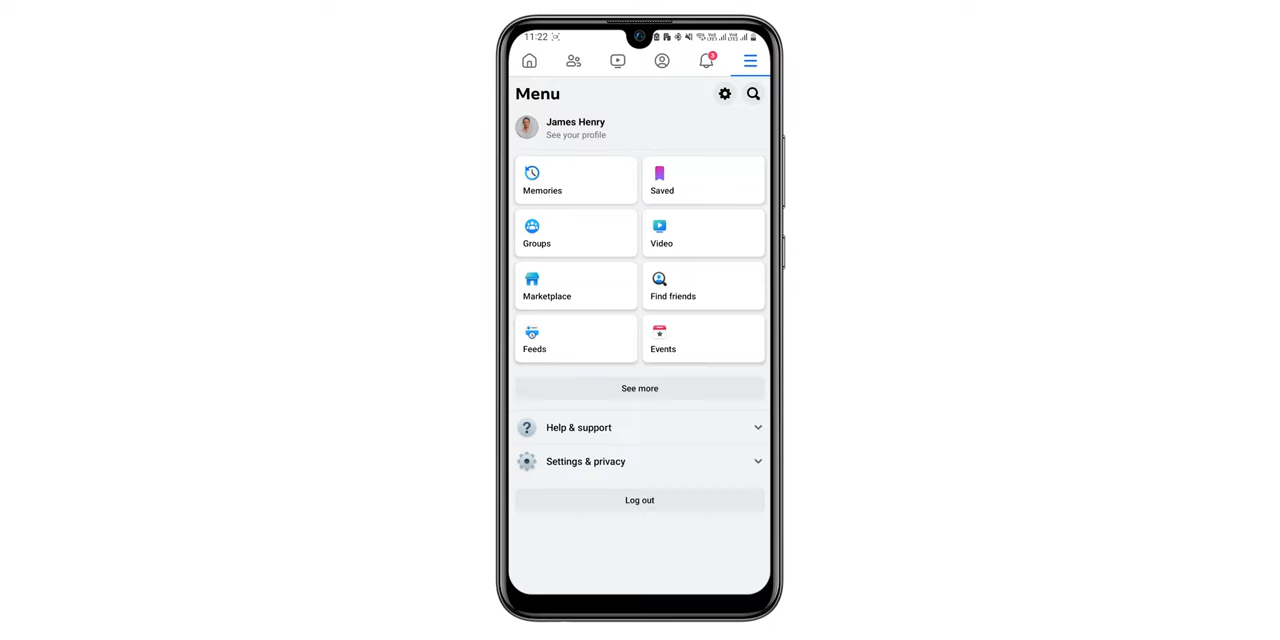 11:22
3
Menu
James Henry
See your profile
Memories
Saved
Groups
Video
Marketplace
Find friends
Feeds
Events
See more
? Help & support
Settings & privacy
Log out